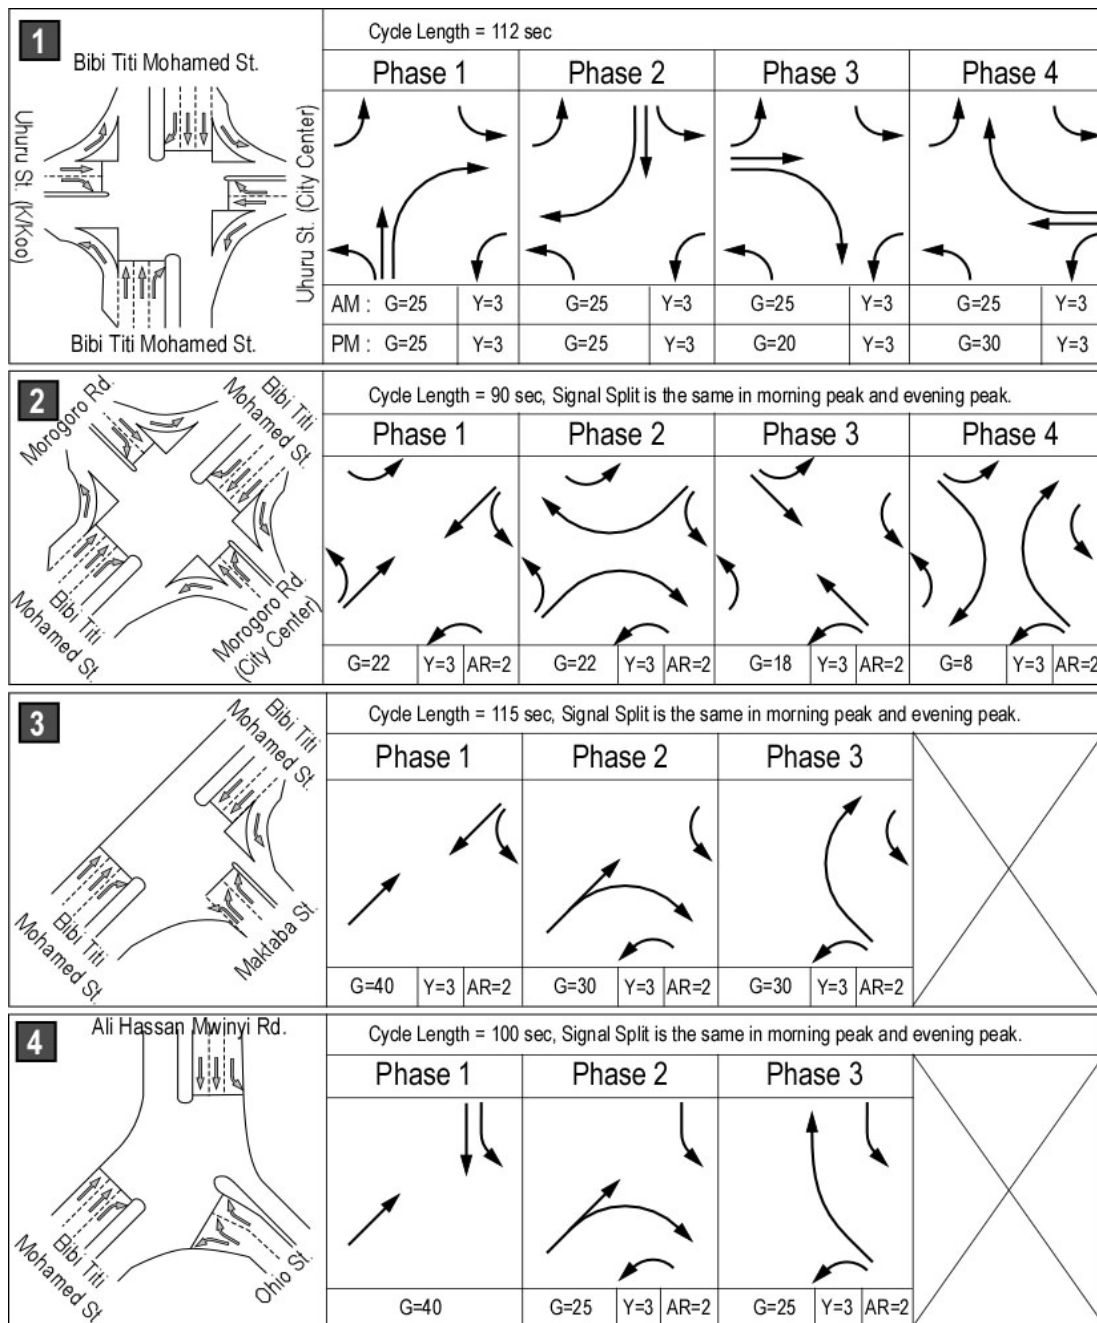 1
Cycle Length = 112 sec
Bibi Titi Mohamed St.
Uhuru St. (K/Koo)
Uhuru St. (City Center)
Bibi Titi Mohamed St.
Phase 1
Phase 2
Phase 3
Phase 4
AM : G=25 Y=3 G=25 Y=3 G=25 Y=3 G=25 Y=3
PM : G=25 Y=3 G=25 Y=3 G=20 Y=3 G=30 Y=3
2
Cycle Length = 90 sec, Signal Split is the same in morning peak and evening peak.
Morogoro Rd.
Bibi Titi
Mohamed St.
Bibi Titi
Mohamed St.
Morogoro Rd.
(City Center)
Phase 1
Phase 2
Phase 3
Phase 4
G=22 Y=3 AR=2 G=22 Y=3 AR=2 G=18 Y=3 AR=2 G=8 Y=3 AR=2
3
Cycle Length = 115 sec, Signal Split is the same in morning peak and evening peak.
Bibi Titi
Mohamed St.
Bibi Titi
Mohamed St.
Maktaba St.
Phase 1
Phase 2
Phase 3
G=40 Y=3 AR=2 G=30 Y=3 AR=2 G=30 Y=3 AR=2
4
Ali Hassan Mwinyi Rd.
Cycle Length = 100 sec, Signal Split is the same in morning peak and evening peak.
Bibi Titi
Mohamed St.
Ohio St.
Phase 1
Phase 2
Phase 3
G=40 G=25 Y=3 AR=2 G=25 Y=3 AR=2